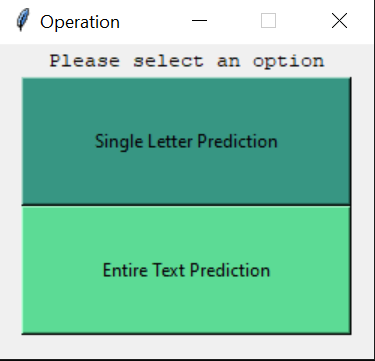 Operation
Please select an option
Single Letter Prediction
Entire Text Prediction